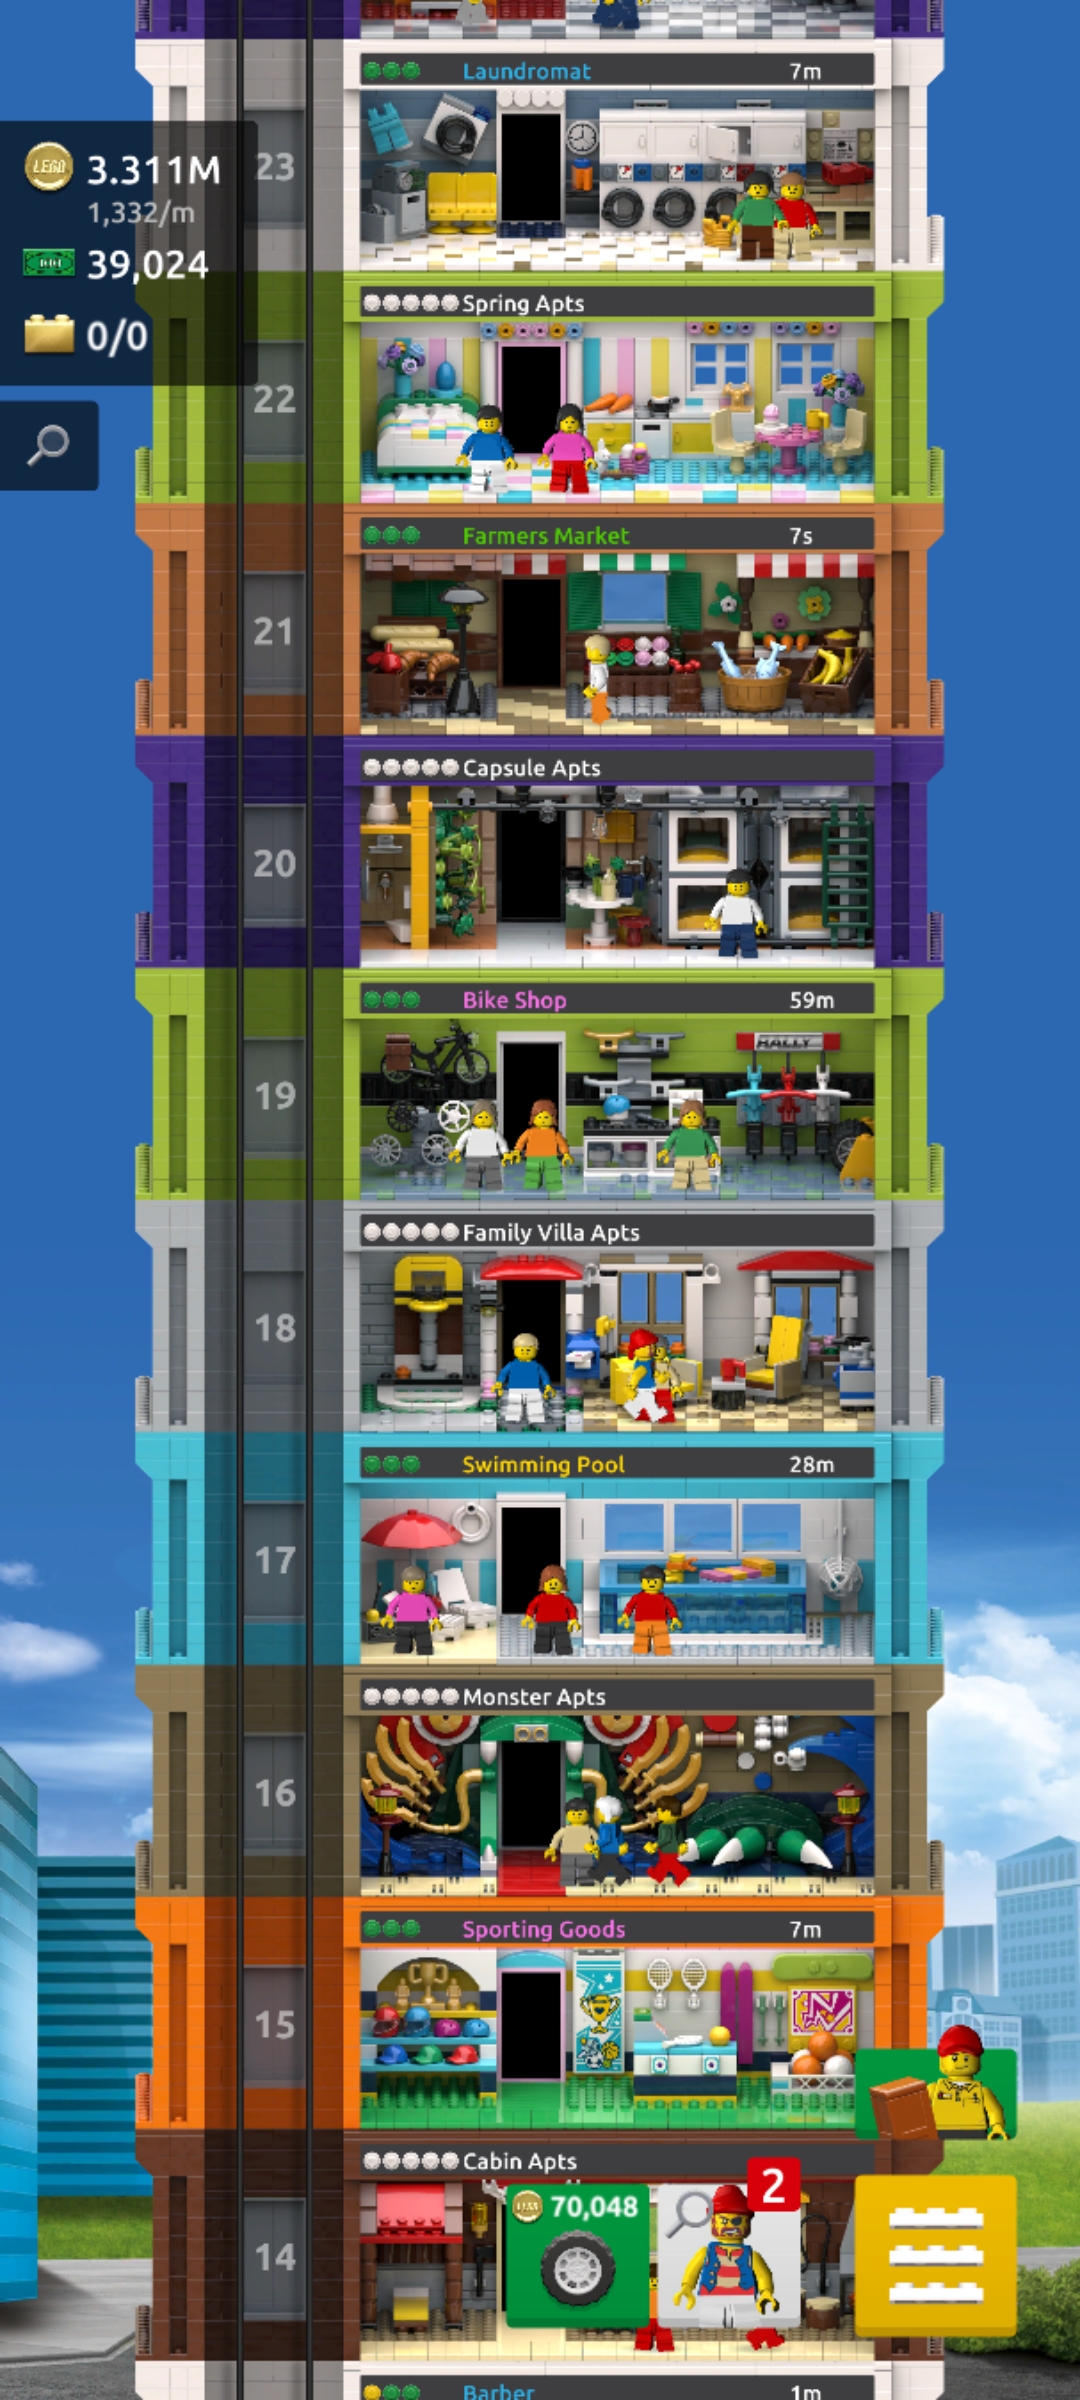 Laundromat 7m
23
LEGO 3.311M
1,332/m
39,024
0/0
Spring Apts
22
Farmers Market 7s
21
Capsule Apts
20
Bike Shop 59m
RALLY
19
Family Villa Apts
18
Swimming Pool 28m
17
Monster Apts
16
Sporting Goods 7m
15
Cabin Apts
2
70,048
14
Barber 1m